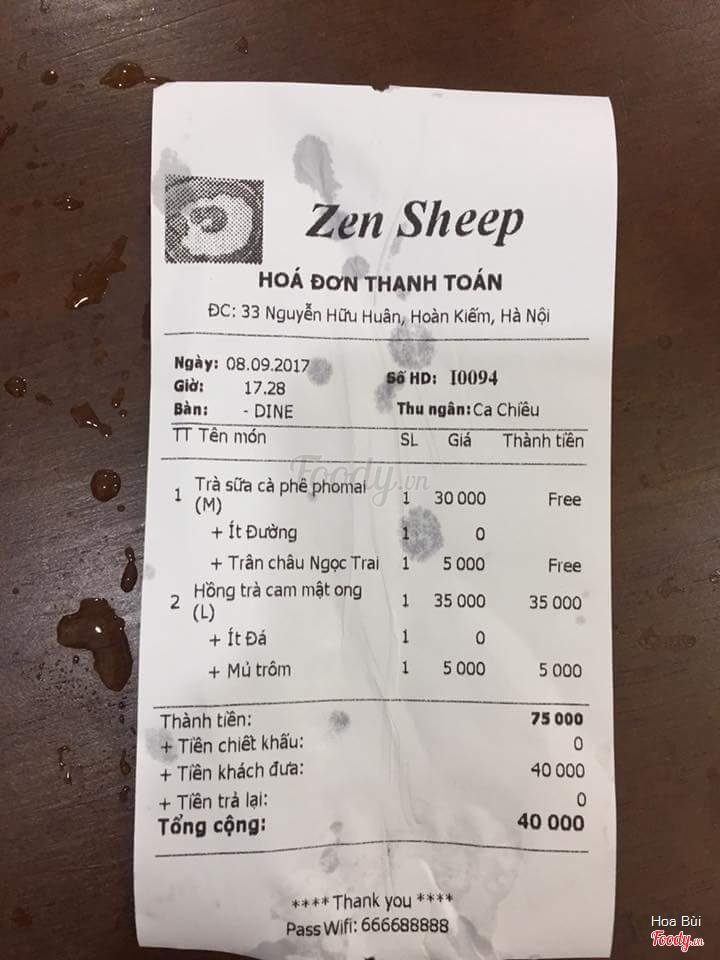 Zen Sheep
HOÁ ĐƠN THANH TOÁN
ĐC: 33 Nguyễn Hữu Huân, Hoàn Kiếm, Hà Nội
Ngày: 08.09.2017
Số HD: I0094
Giờ: 17.28
Bàn: - DINE
Thu ngân: Ca Chiều
TT Tên món SL Giá Thành tiền
1 Trà sữa cà phê phomai (M) 1 30 000 Free
+ Ít Đường 1 0
+ Trân châu Ngọc Trai 1 5 000 Free
2 Hồng trà cam mật ong (L) 1 35 000 35 000
+ Ít Đá 1 0
+ Mủ trôm 1 5 000 5 000
Thành tiền: 75 000
+ Tiền chiết khấu: 0
+ Tiền khách đưa: 40 000
+ Tiền trả lại: 0
Tổng cộng: 40 000
**** Thank you ****
Pass Wifi: 666688888
Foody.vn
Hoa Bùi
Foody.vn